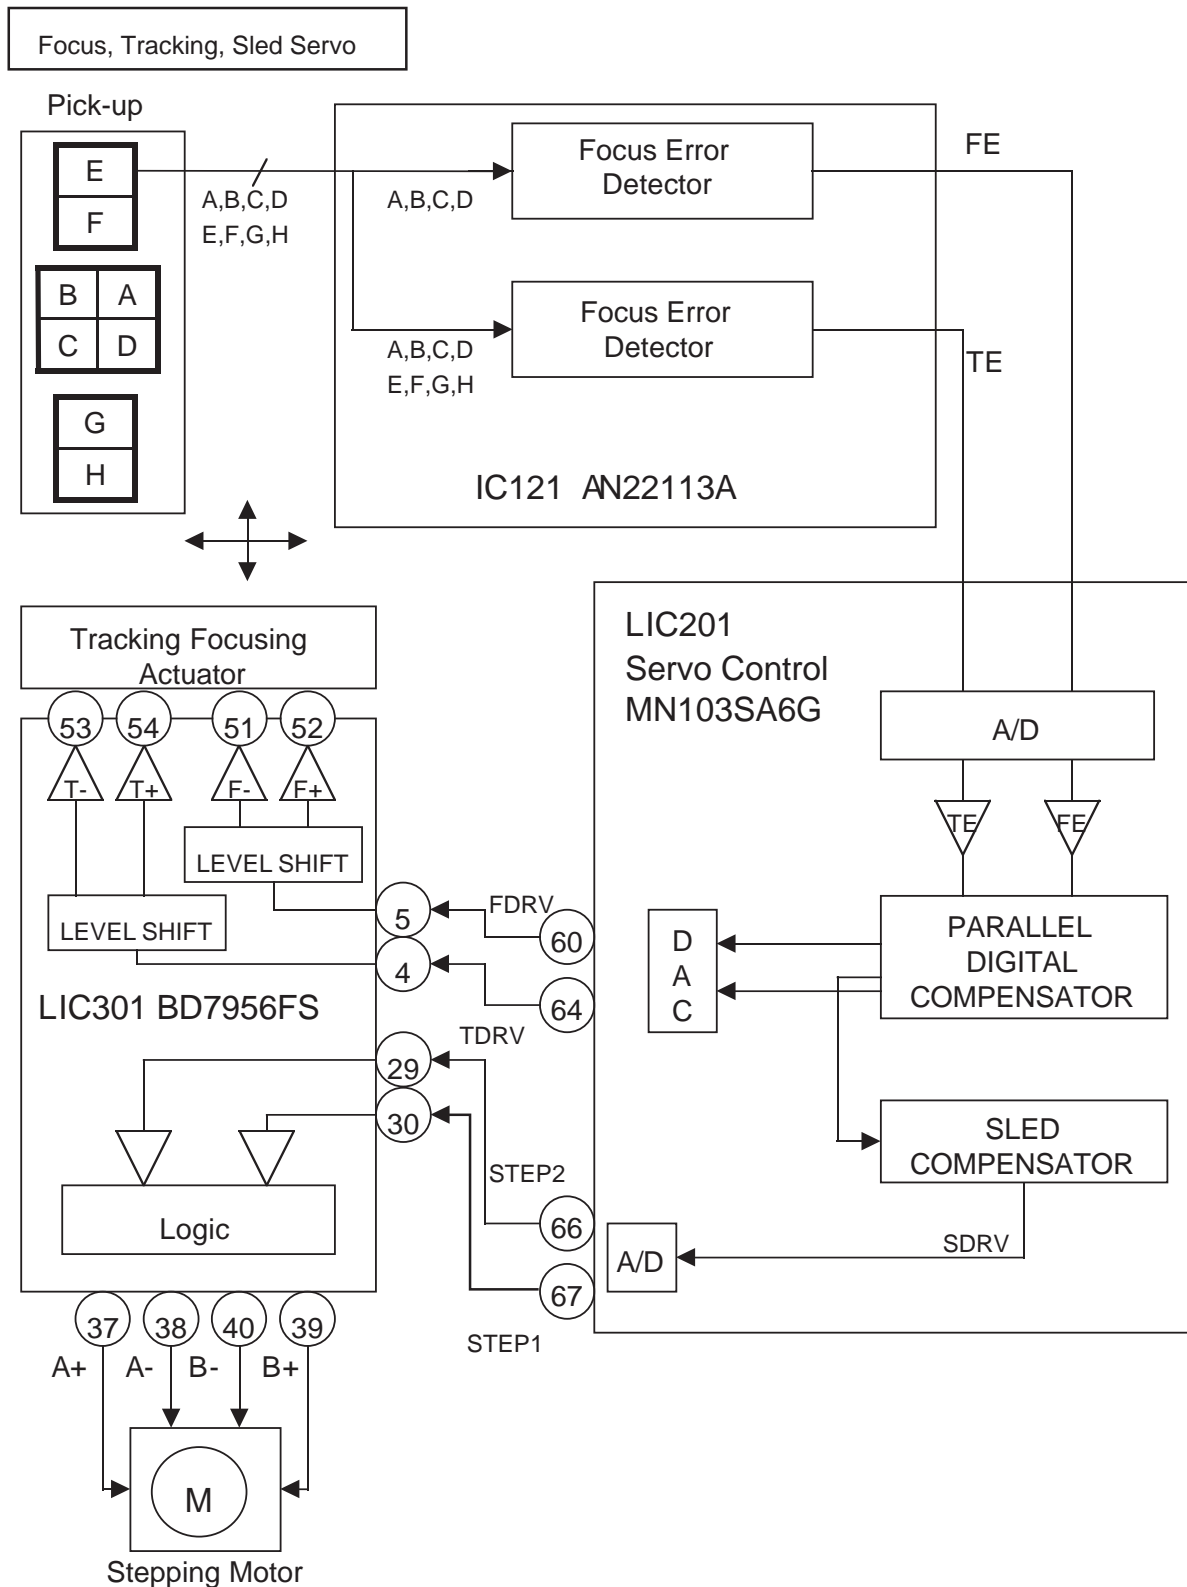 Focus, Tracking, Sled Servo
Pick-up
E
F
B A
C D
G
H
A,B,C,D
E,F,G,H
A,B,C,D
Focus Error
Detector
FE
A,B,C,D
E,F,G,H
Focus Error
Detector
TE
IC121 AN22113A
Tracking Focusing
Actuator
53 54 51 52
T- T+ F- F+
LEVEL SHIFT
LEVEL SHIFT
5
4
FDRV
60
64
TDRV
LIC301 BD7956FS
29
30
STEP2
66
67
STEP1
Logic
37 38 40 39
A+ A- B- B+
M
Stepping Motor
LIC201
Servo Control
MN103SA6G
A/D
TE FE
D
A
C
PARALLEL
DIGITAL
COMPENSATOR
SLED
COMPENSATOR
SDRV
A/D